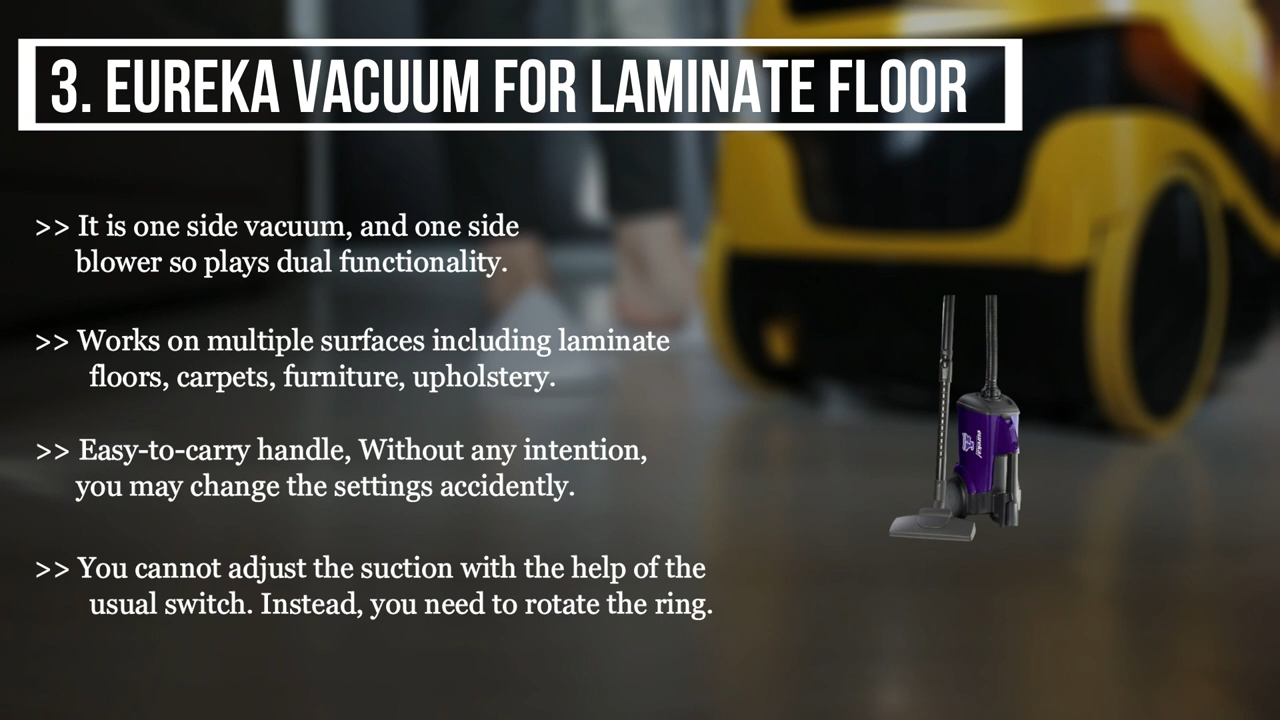 3. EUREKA VACUUM FOR LAMINATE FLOOR
>> It is one side vacuum, and one side
blower so plays dual functionality.
>> Works on multiple surfaces including laminate
floors, carpets, furniture, upholstery.
>> Easy-to-carry handle, Without any intention,
you may change the settings accidently.
>> You cannot adjust the suction with the help of the
usual switch. Instead, you need to rotate the ring.
eureka!